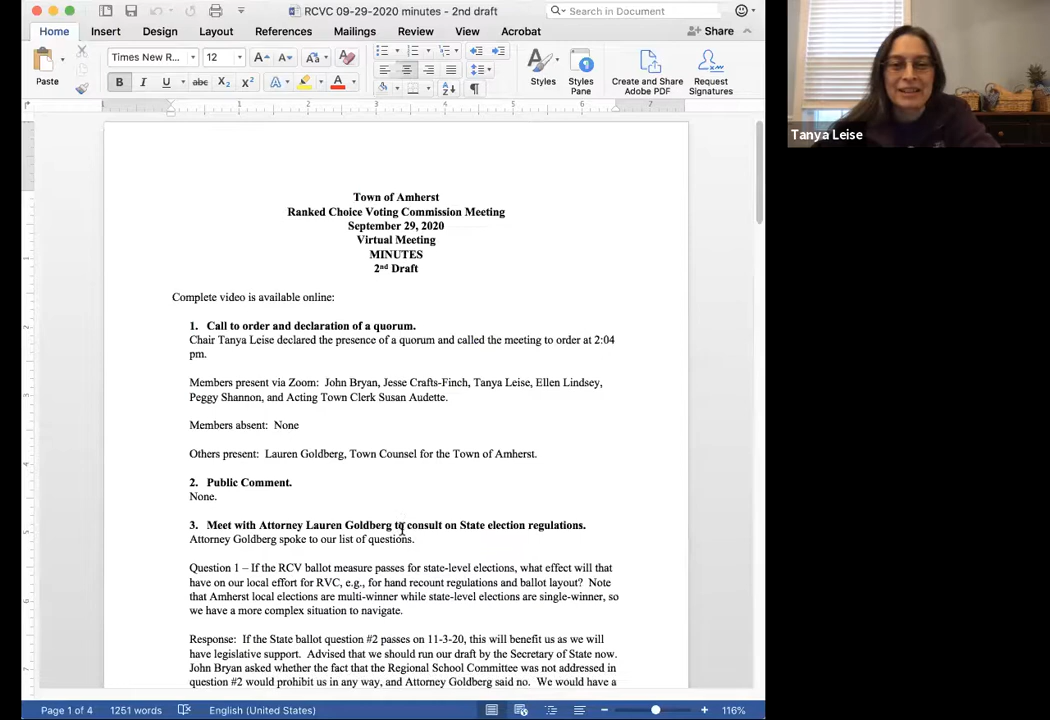 RCVC 09-29-2020 minutes - 2nd draft
Search in Document
Home Insert Design Layout References Mailings Review View Acrobat
Share
Times New R... 12
Paste
B I U abc X₂ X²
Styles
Styles Pane
Create and Share Adobe PDF
Request Signatures
1 1 2 3 4 5 6 7
Tanya Leise
Town of Amherst
Ranked Choice Voting Commission Meeting
September 29, 2020
Virtual Meeting
MINUTES
2nd Draft
Complete video is available online:
1. Call to order and declaration of a quorum.
Chair Tanya Leise declared the presence of a quorum and called the meeting to order at 2:04
pm.
Members present via Zoom: John Bryan, Jesse Crafts-Finch, Tanya Leise, Ellen Lindsey,
Peggy Shannon, and Acting Town Clerk Susan Audette.
Members absent: None
Others present: Lauren Goldberg, Town Counsel for the Town of Amherst.
2. Public Comment.
None.
3. Meet with Attorney Lauren Goldberg to consult on State election regulations.
Attorney Goldberg spoke to our list of questions.
Question 1 – If the RCV ballot measure passes for state-level elections, what effect will that
have on our local effort for RVC, e.g., for hand recount regulations and ballot layout? Note
that Amherst local elections are multi-winner while state-level elections are single-winner, so
we have a more complex situation to navigate.
Response: If the State ballot question #2 passes on 11-3-20, this will benefit us as we will
have legislative support. Advised that we should run our draft by the Secretary of State now.
John Bryan asked whether the fact that the Regional School Committee was not addressed in
question #2 would prohibit us in any way, and Attorney Goldberg said no. We would have a
Page 1 of 4 1251 words English (United States) 116%